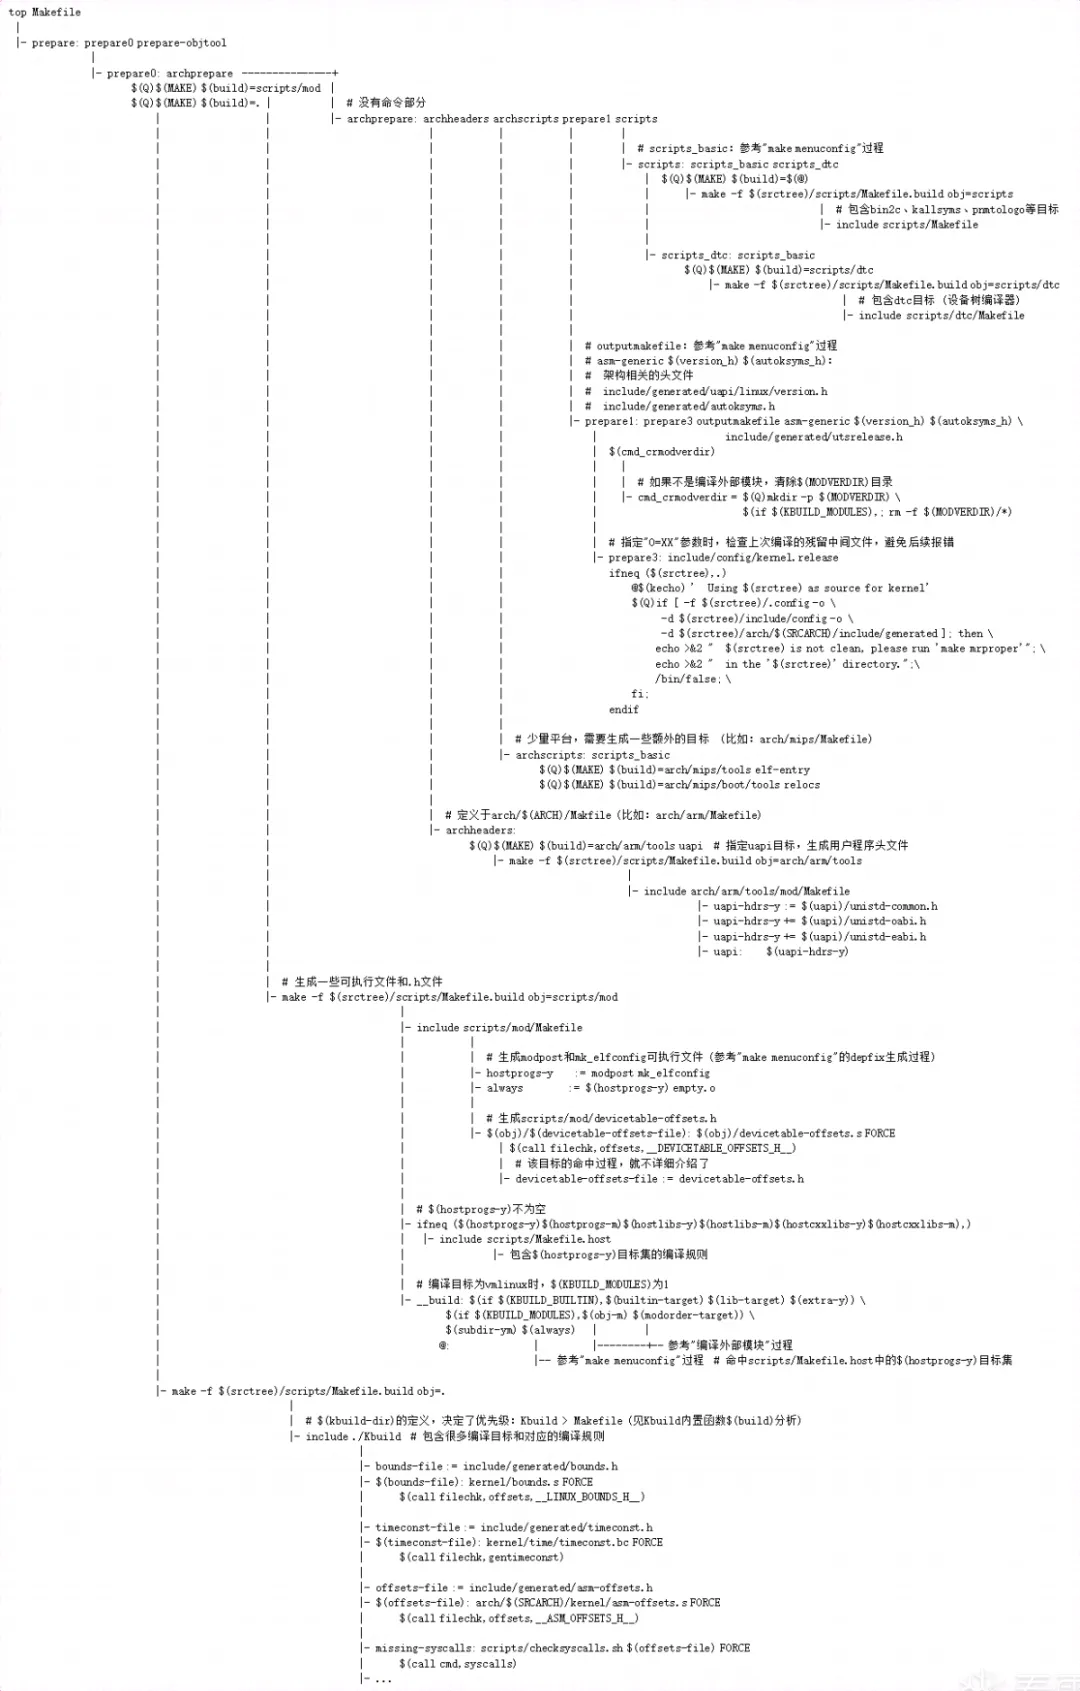 top Makefile
|
|- prepare: prepare0 prepare-objtool
|- prepare0: archprepare ---------------+
$(Q)$(MAKE) $(build)=scripts/mod |
$(Q)$(MAKE) $(build)=. | | # 没有命令部分
|- archprepare: archheaders archscripts prepare1 scripts
# scripts_basic: 参考"make menuconfig"过程
|- scripts: scripts_basic scripts_dtc
$(Q)$(MAKE) $(build)=$(@)
|- make -f $(srctree)/scripts/Makefile.build obj=scripts
| # 包含bin2c、kallsyms、pnmtologo等目标
|- include scripts/Makefile
|- scripts_dtc: scripts_basic
$(Q)$(MAKE) $(build)=scripts/dtc
|- make -f $(srctree)/scripts/Makefile.build obj=scripts/dtc
| # 包含dtc目标 (设备树编译器)
|- include scripts/dtc/Makefile
# outputmakefile: 参考"make menuconfig"过程
# asm-generic $(version_h) $(autoksyms_h):
# 架构相关的头文件
# include/generated/uapi/linux/version.h
# include/generated/autoksyms.h
|- prepare1: prepare3 outputmakefile asm-generic $(version_h) $(autoksyms_h) \
include/generated/utsrelease.h
$(cmd_crmodverdir)
# 如果不是编译外部模块, 清除$(MODVERDIR)目录
|- cmd_crmodverdir = $(Q)mkdir -p $(MODVERDIR) \
$(if $(KBUILD_MODULES),; rm -f $(MODVERDIR)/*)
# 指定"O=XX"参数时, 检查上次编译的残留中间文件, 避免后续报错
|- prepare3: include/config/kernel.release
ifneq ($(srctree),.)
@$(kecho) '  Using $(srctree) as source for kernel'
$(Q)if [ -f $(srctree)/.config -o \
-d $(srctree)/include/config -o \
-d $(srctree)/arch/$(SRCARCH)/include/generated ]; then \
echo >&2 "  $(srctree) is not clean, please run 'make mrproper'"; \
echo >&2 "  in the '$(srctree)' directory.";\
/bin/false; \
fi;
endif
# 少量平台, 需要生成一些额外的目标 (比如: arch/mips/Makefile)
|- archscripts: scripts_basic
$(Q)$(MAKE) $(build)=arch/mips/tools elf-entry
$(Q)$(MAKE) $(build)=arch/mips/boot/tools relocs
# 定义于arch/$(ARCH)/Makfile (比如: arch/arm/Makefile)
|- archheaders:
$(Q)$(MAKE) $(build)=arch/arm/tools uapi # 指定uapi目标, 生成用户程序头文件
|- make -f $(srctree)/scripts/Makefile.build obj=arch/arm/tools
|- include arch/arm/tools/mod/Makefile
|- uapi-hdrs-y := $(uapi)/unistd-common.h
|- uapi-hdrs-y += $(uapi)/unistd-oabi.h
|- uapi-hdrs-y += $(uapi)/unistd-eabi.h
|- uapi: $(uapi-hdrs-y)
# 生成一些可执行文件和.h文件
|- make -f $(srctree)/scripts/Makefile.build obj=scripts/mod
|- include scripts/mod/Makefile
# 生成modpost和mk_elfconfig可执行文件 (参考"make menuconfig"的depfix生成过程)
|- hostprogs-y := modpost mk_elfconfig
|- always := $(hostprogs-y) empty.o
# 生成scripts/mod/devicetable-offsets.h
|- $(obj)/$(devicetable-offsets-file): $(obj)/devicetable-offsets.s FORCE
| $(call filechk,offsets,__DEVICETABLE_OFFSETS_H__)
| # 该目标的命中过程, 就不详细介绍了
|- devicetable-offsets-file := devicetable-offsets.h
# $(hostprogs-y)不为空
|- ifneq ($(hostprogs-y)$(hostprogs-m)$(hostlibs-y)$(hostlibs-m)$(hostcxxlibs-y)$(hostcxxlibs-m),)
|- include scripts/Makefile.host
|- 包含$(hostprogs-y)目标集的编译规则
# 编译目标为vmlinux时, $(KBUILD_MODULES)为1
|- __build: $(if $(KBUILD_BUILTIN),$(builtin-target) $(lib-target) $(extra-y)) \
$(if $(KBUILD_MODULES),$(obj-m) $(modorder-target)) \
$(subdir-ym) $(always) | |
@: | |--------+-- 参考"编译外部模块"过程
|-- 参考"make menuconfig"过程 # 命中scripts/Makefile.host中的$(hostprogs-y)目标集
|- make -f $(srctree)/scripts/Makefile.build obj=.
| # $(kbuild-dir)的定义, 决定了优先级: Kbuild > Makefile (见Kbuild内置函数$(build)分析)
|- include ./Kbuild # 包含很多编译目标和对应的编译规则
|- bounds-file := include/generated/bounds.h
|- $(bounds-file): kernel/bounds.s FORCE
$(call filechk,offsets,__LINUX_BOUNDS_H__)
|- timeconst-file := include/generated/timeconst.h
|- $(timeconst-file): kernel/time/timeconst.bc FORCE
$(call filechk,gentimeconst)
|- offsets-file := include/generated/asm-offsets.h
|- $(offsets-file): arch/$(SRCARCH)/kernel/asm-offsets.s FORCE
$(call filechk,offsets,__ASM_OFFSETS_H__)
|- missing-syscalls: scripts/checksyscalls.sh $(offsets-file) FORCE
$(call cmd,syscalls)
|- ...